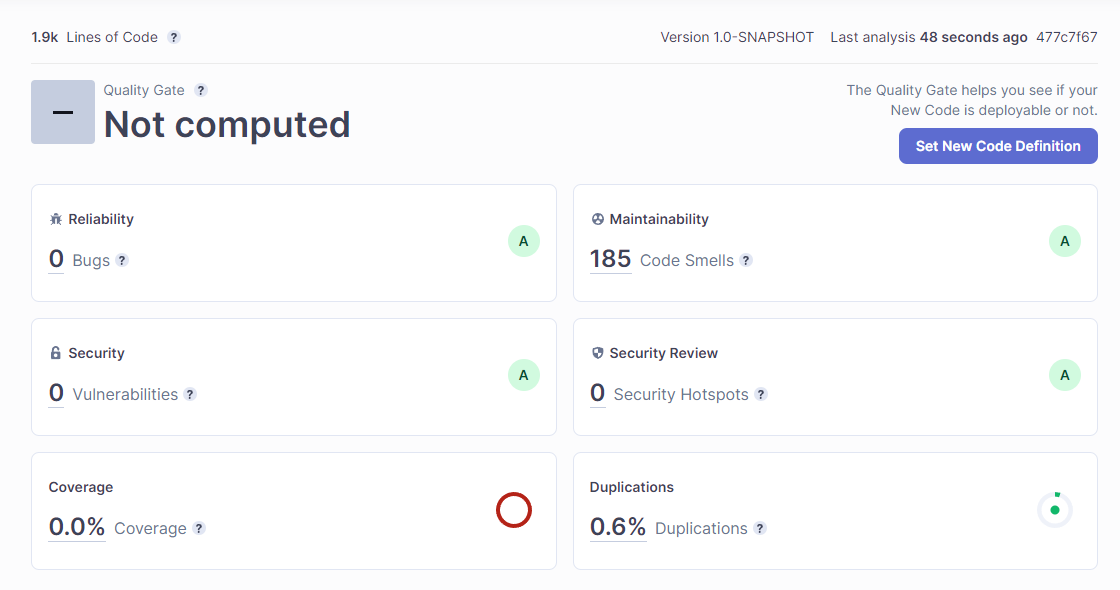 1.9k Lines of Code ? Version 1.0-SNAPSHOT Last analysis 48 seconds ago 477c7f67
Quality Gate ?
Not computed
The Quality Gate helps you see if your
New Code is deployable or not.
Set New Code Definition
Reliability
0 Bugs ?
A
Maintainability
185 Code Smells ?
A
Security
0 Vulnerabilities ?
A
Security Review
0 Security Hotspots ?
A
Coverage
0.0% Coverage ?
Duplications
0.6% Duplications ?